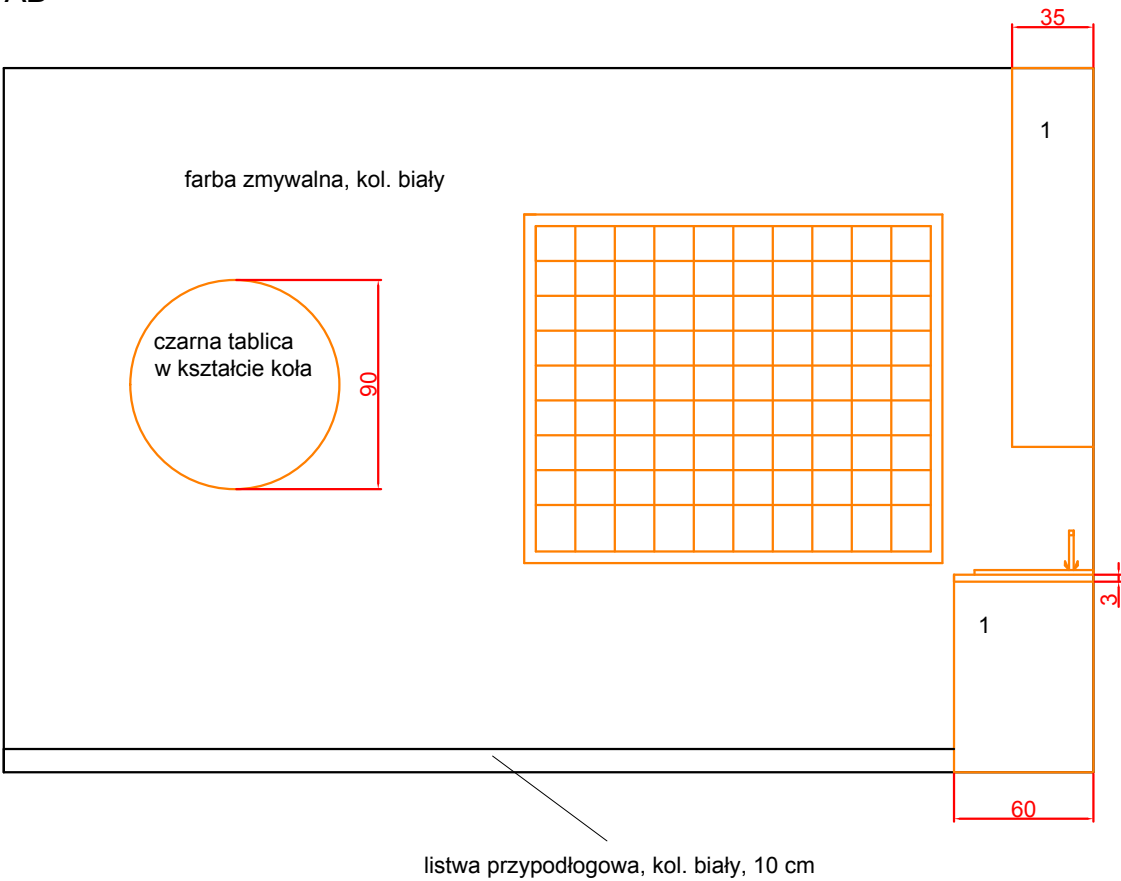 35
1
farba zmywalna, kol. biały
czarna tablica
w kształcie koła
90
3
1
60
listwa przypodłogowa, kol. biały, 10 cm